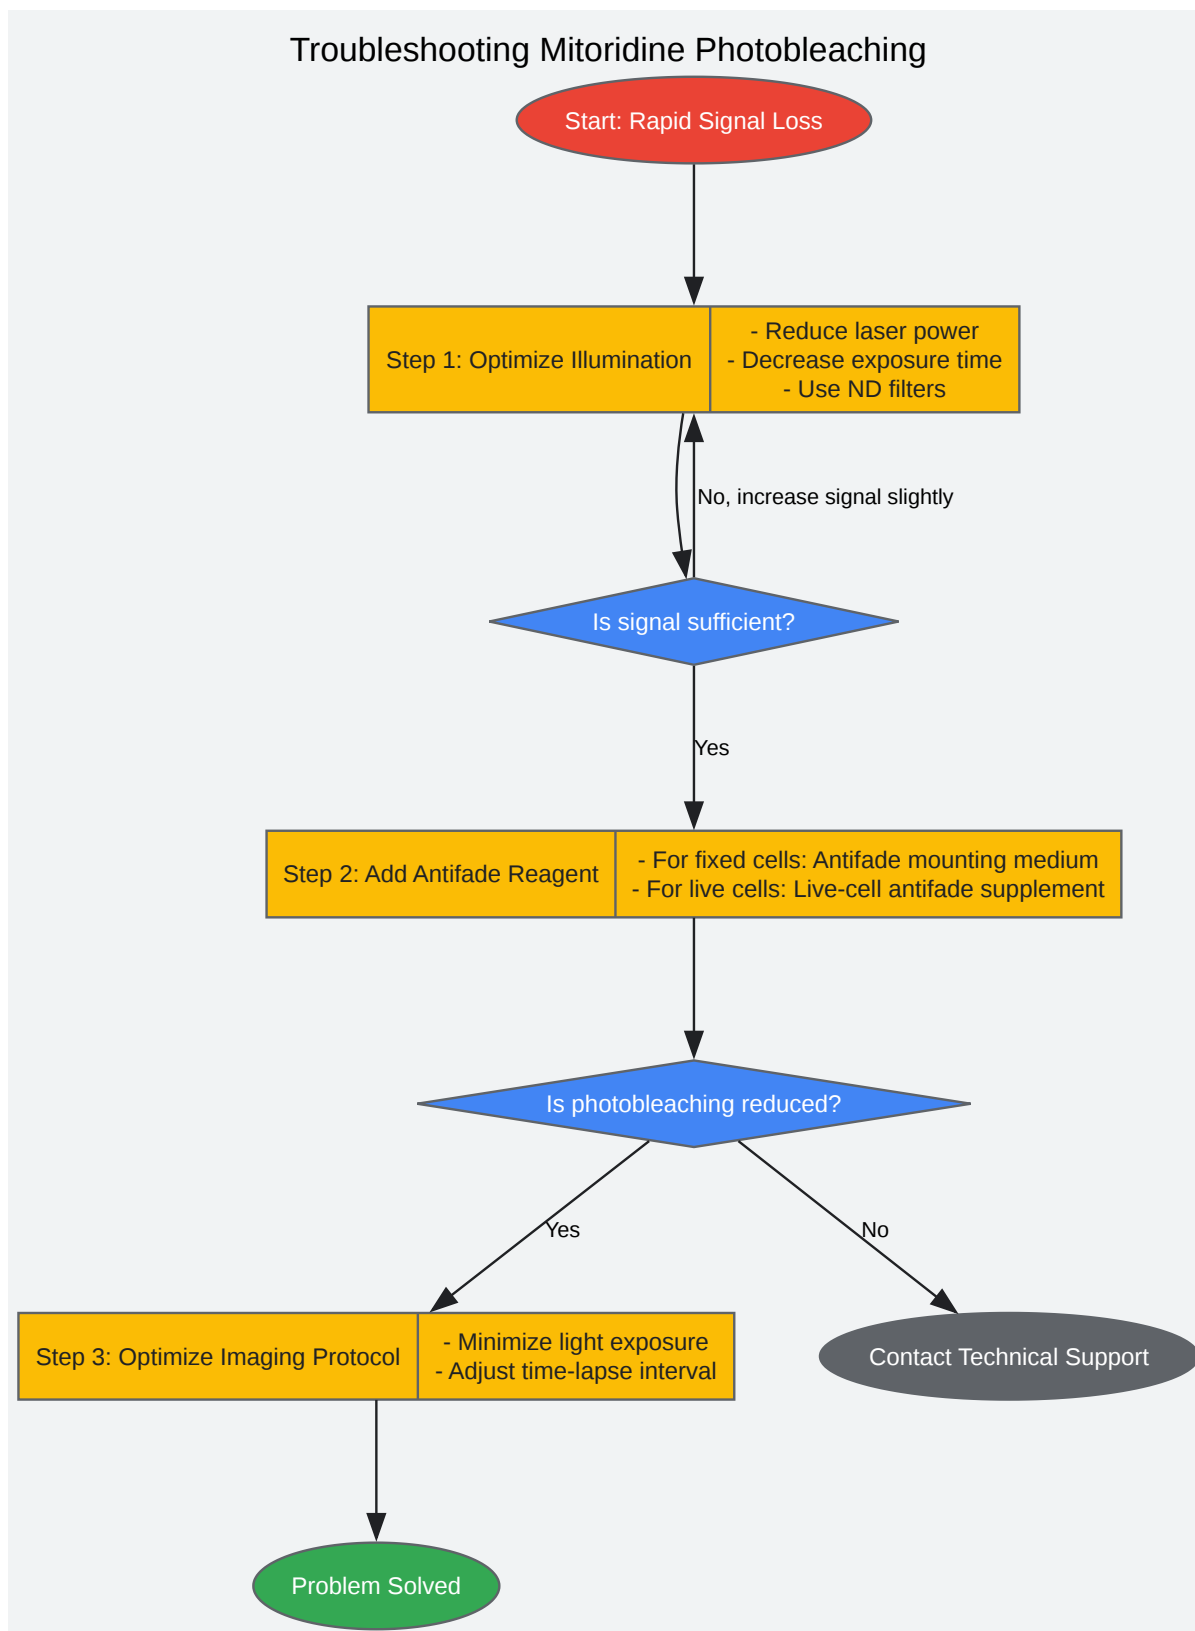 Troubleshooting Mitoridine Photobleaching
Start: Rapid Signal Loss
Step 1: Optimize Illumination
- Reduce laser power
- Decrease exposure time
- Use ND filters
No, increase signal slightly
Is signal sufficient?
Yes
Step 2: Add Antifade Reagent
- For fixed cells: Antifade mounting medium
- For live cells: Live-cell antifade supplement
Is photobleaching reduced?
Yes
No
Step 3: Optimize Imaging Protocol
- Minimize light exposure
- Adjust time-lapse interval
Contact Technical Support
Problem Solved